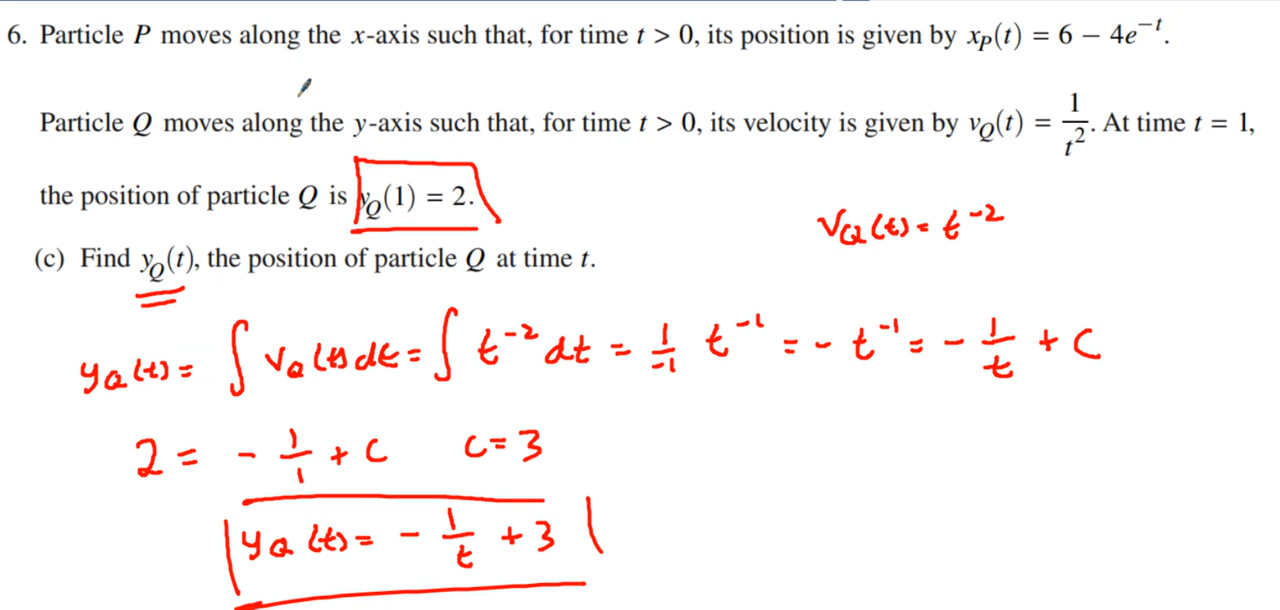 6. Particle P moves along the x-axis such that, for time t > 0, its position is given by x_P(t) = 6 − 4e^{−t}.
Particle Q moves along the y-axis such that, for time t > 0, its velocity is given by v_Q(t) = 1/t². At time t = 1,
the position of particle Q is y_Q(1) = 2.
V_Q(t) = t^{-2}
(c) Find y_Q(t), the position of particle Q at time t.
y_Q(t) = ∫ V_Q(t) dt = ∫ t^{-2} dt = 1/-1 t^{-1} = - t^{-1} = - 1/t + C
2 = - 1/1 + C C = 3
y_Q(t) = - 1/t + 3